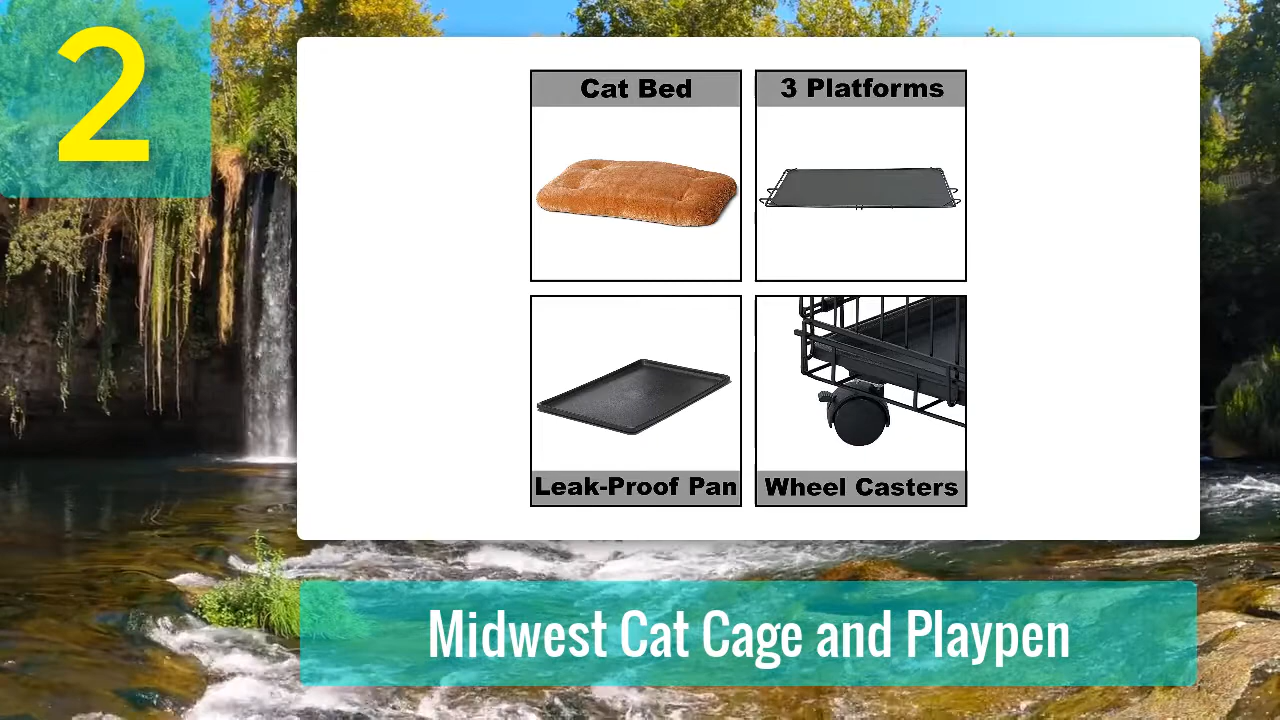 2
Cat Bed
3 Platforms
Leak-Proof Pan
Wheel Casters
Midwest Cat Cage and Playpen